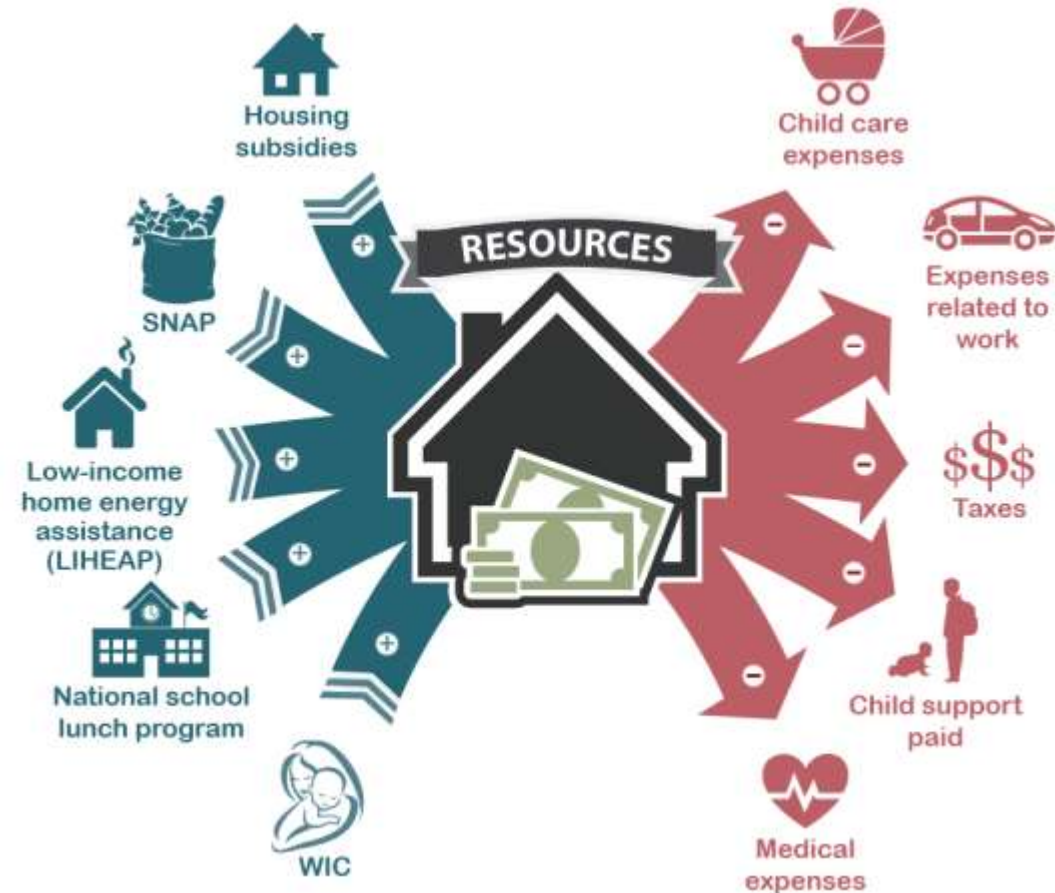 Housing
subsidies
SNAP
Low-income
home energy
assistance
(LIHEAP)
National school
lunch program
WIC
RESOURCES
Child care
expenses
Expenses
related to
work
$$$
Taxes
Child support
paid
Medical
expenses